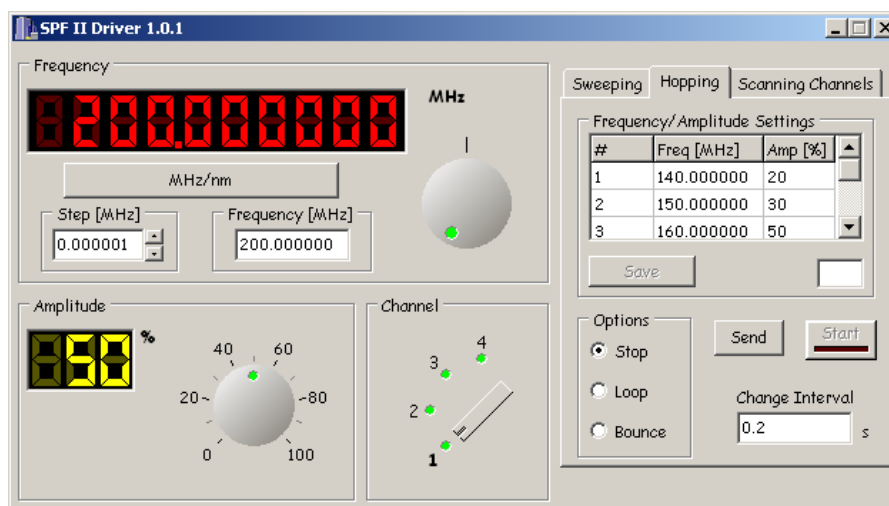 SPF II Driver 1.0.1
Frequency
200.000000
MHz
MHz/nm
Step [MHz]
0.000001
Frequency [MHz]
200.000000
Amplitude
50
%
0
20
40
60
80
100
Channel
1
2
3
4
Sweeping Hopping Scanning Channels
Frequency/Amplitude Settings
# Freq [MHz] Amp [%]
1 140.000000 20
2 150.000000 30
3 160.000000 50
Save
Options
Stop
Loop
Bounce
Send
Start
Change Interval
0.2 s